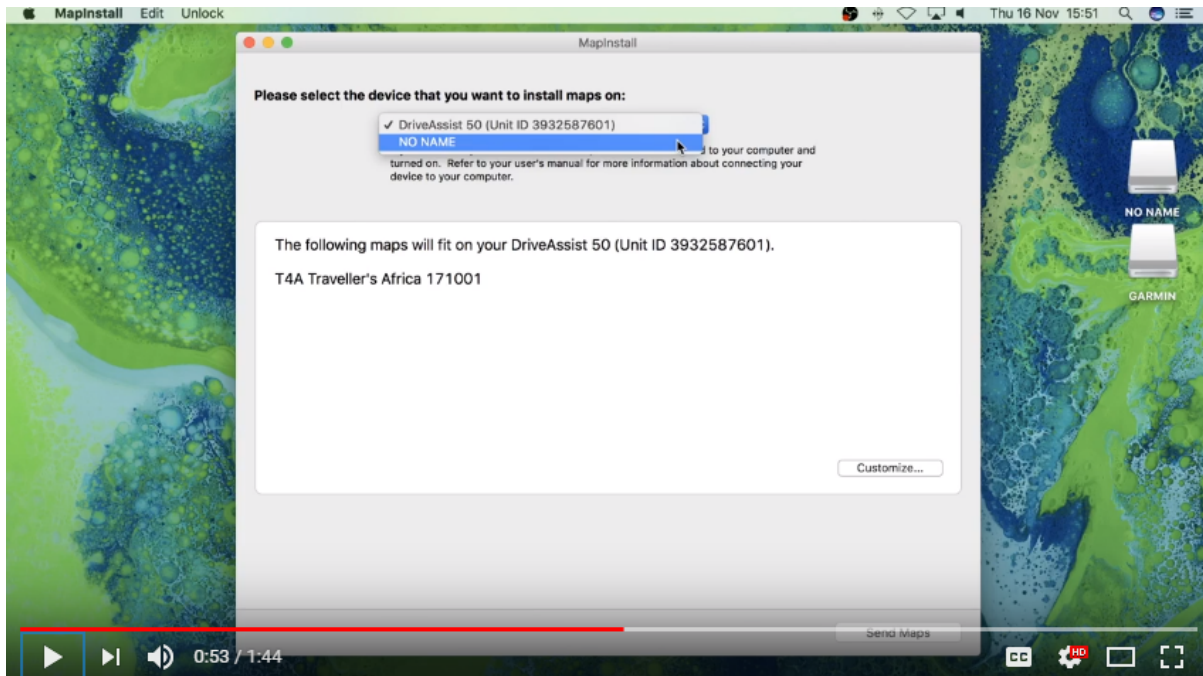 MapInstall Edit Unlock Thu 16 Nov 15:51
MapInstall
Please select the device that you want to install maps on:
✓ DriveAssist 50 (Unit ID 3932587601)
NO NAME
to your computer and
turned on. Refer to your user's manual for more information about connecting your
device to your computer.
NO NAME
The following maps will fit on your DriveAssist 50 (Unit ID 3932587601).
T4A Traveller's Africa 171001
GARMIN
Customize...
Send Maps
0:53 / 1:44
CC
HD